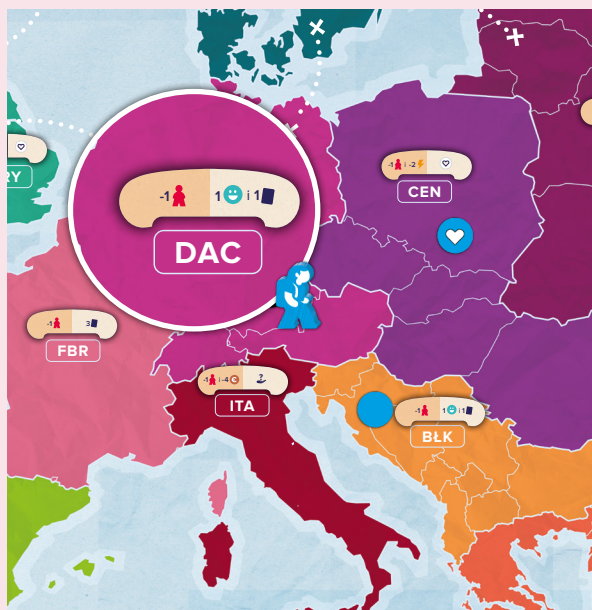 -1 i -2
CEN
RY
-1 1 i 1
DAC
-1 3
FBR
-1 i -4 ?
ITA
-1 1 i 1
BŁK